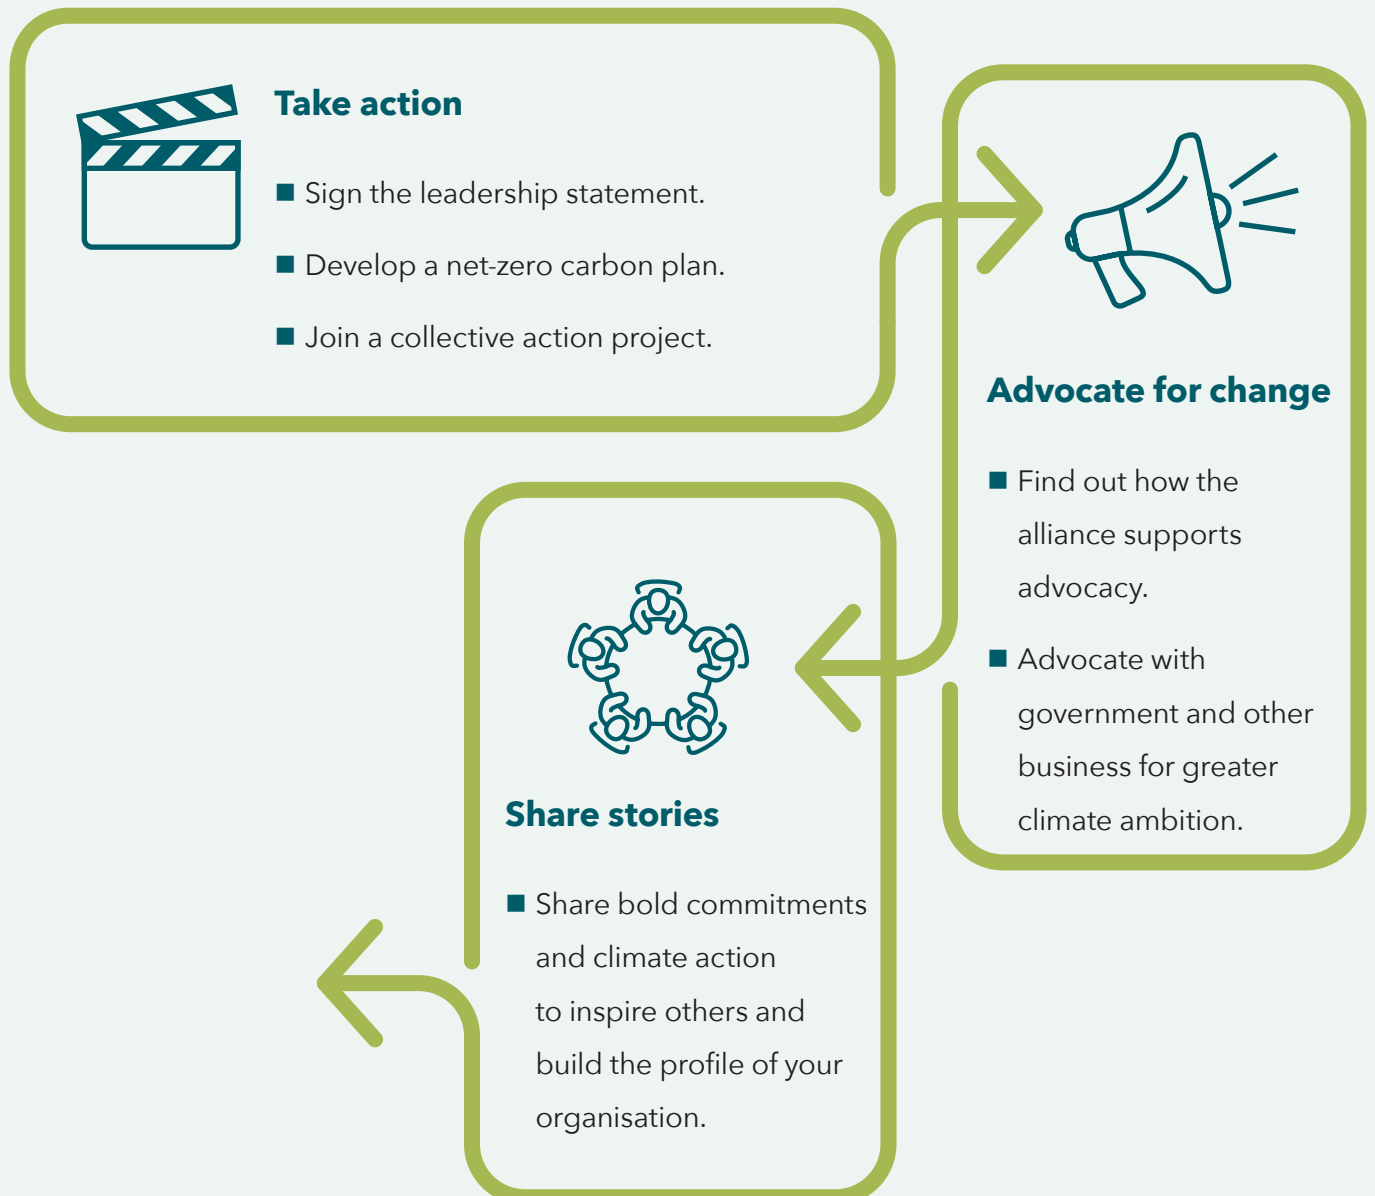 Take action
■ Sign the leadership statement.
■ Develop a net-zero carbon plan.
■ Join a collective action project.
Advocate for change
■ Find out how the
alliance supports
advocacy.
■ Advocate with
government and other
business for greater
climate ambition.
Share stories
■ Share bold commitments
and climate action
to inspire others and
build the profile of your
organisation.